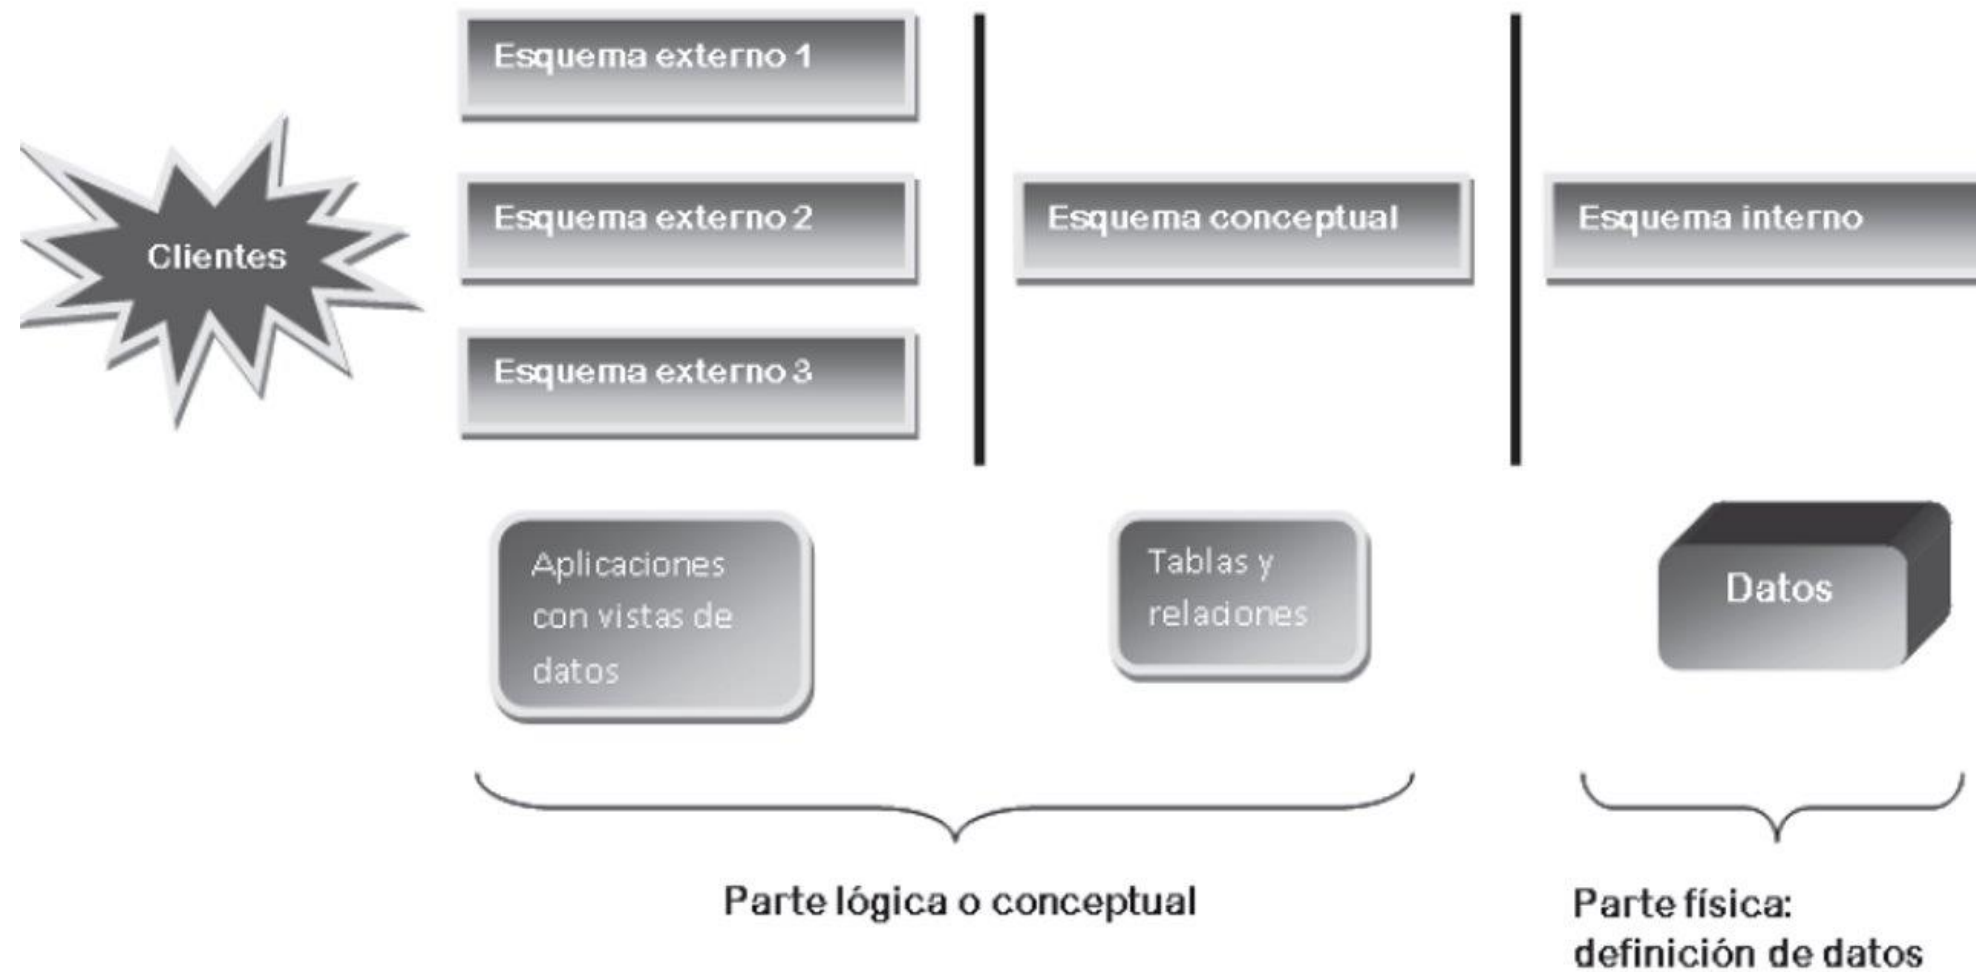 Esquema externo 1
Esquema externo 2
Esquema conceptual
Esquema interno
Clientes
Esquema externo 3
Aplicaciones
con vistas de
datos
Tablas y
relaciones
Datos
Parte lógica o conceptual
Parte física:
definición de datos